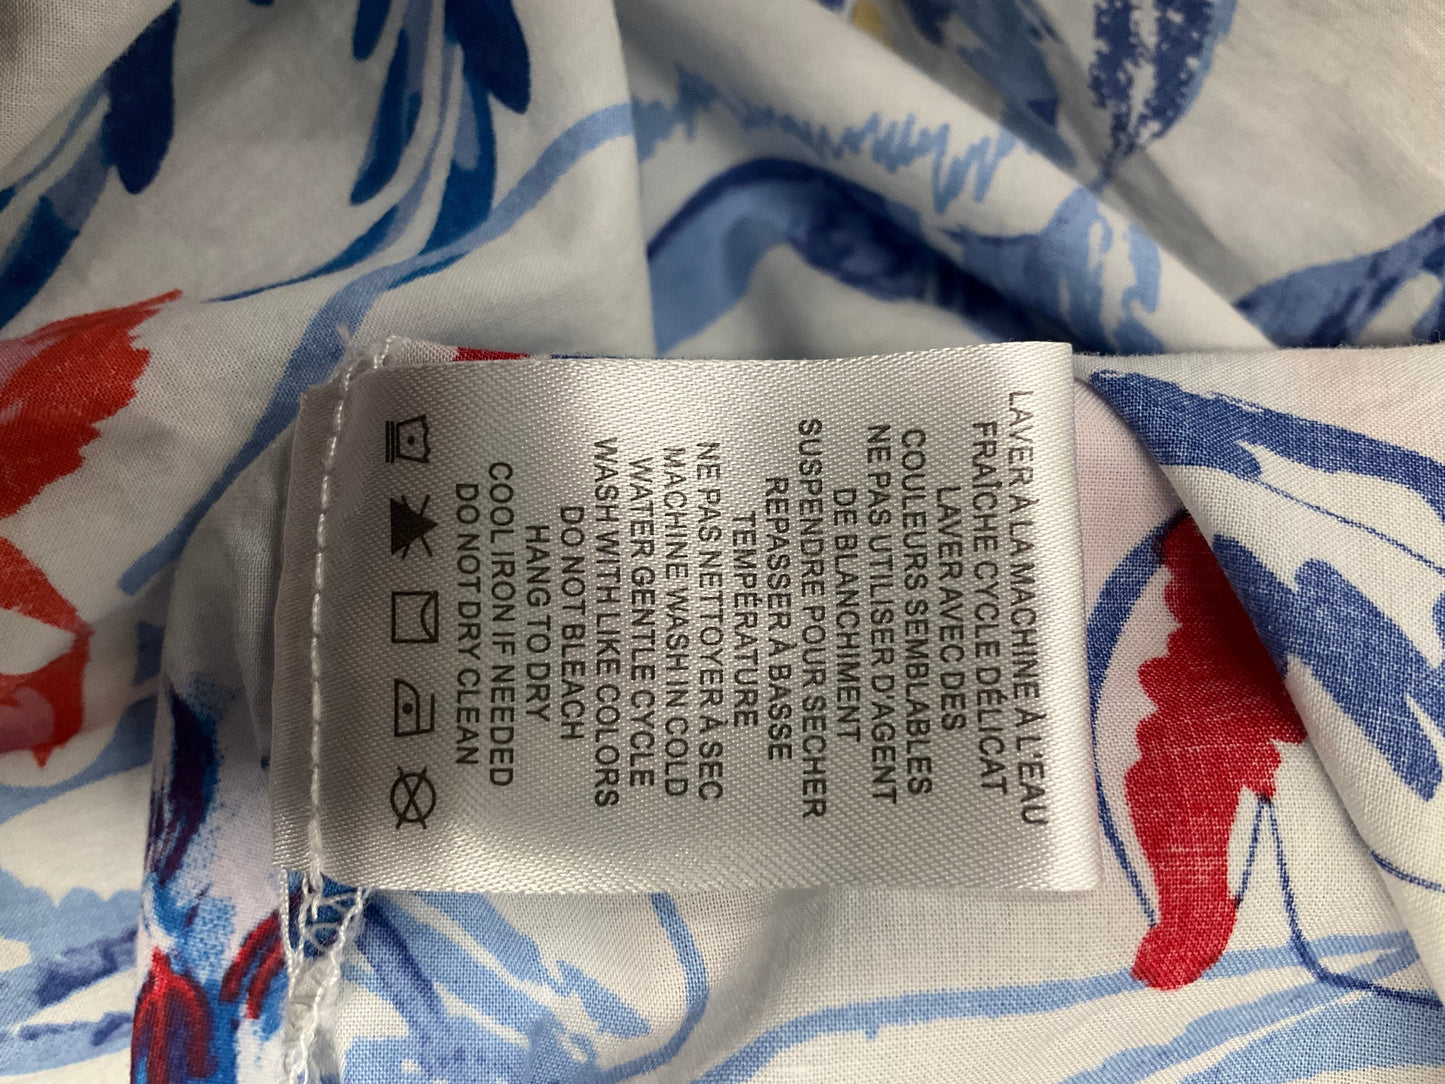 LAVER À LA MACHINE À L'EAU
FRAÎCHE CYCLE DÉLICAT
LAVER AVEC DES
COULEURS SEMBLABLES
NE PAS UTILISER D'AGENT
DE BLANCHIMENT
SUSPENDRE POUR SECHER
REPASSER À BASSE
TEMPÉRATURE
NE PAS NETTOYER À SEC
MACHINE WASH IN COLD
WATER GENTLE CYCLE
WASH WITH LIKE COLORS
DO NOT BLEACH
HANG TO DRY
COOL IRON IF NEEDED
DO NOT DRY CLEAN